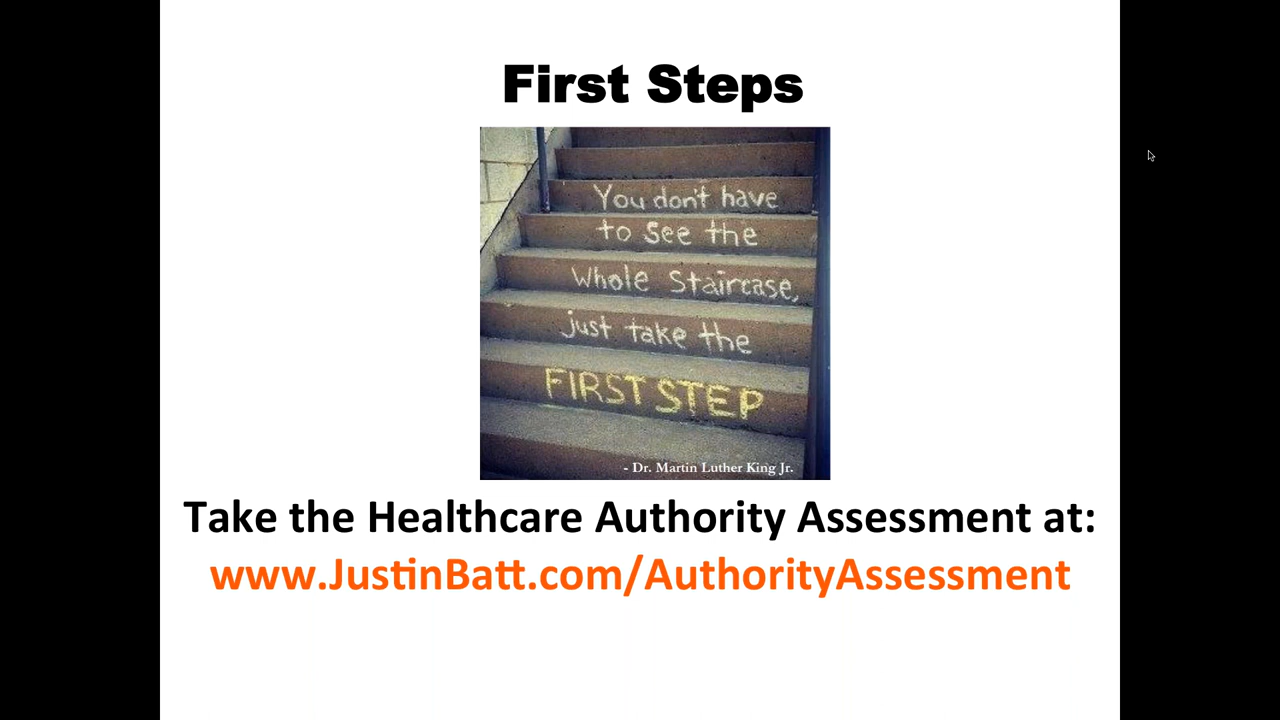 First Steps
You don't have
to see the
Whole Staircase,
just take the
FIRST STEP
- Dr. Martin Luther King Jr.
Take the Healthcare Authority Assessment at:
www.JustinBatt.com/AuthorityAssessment